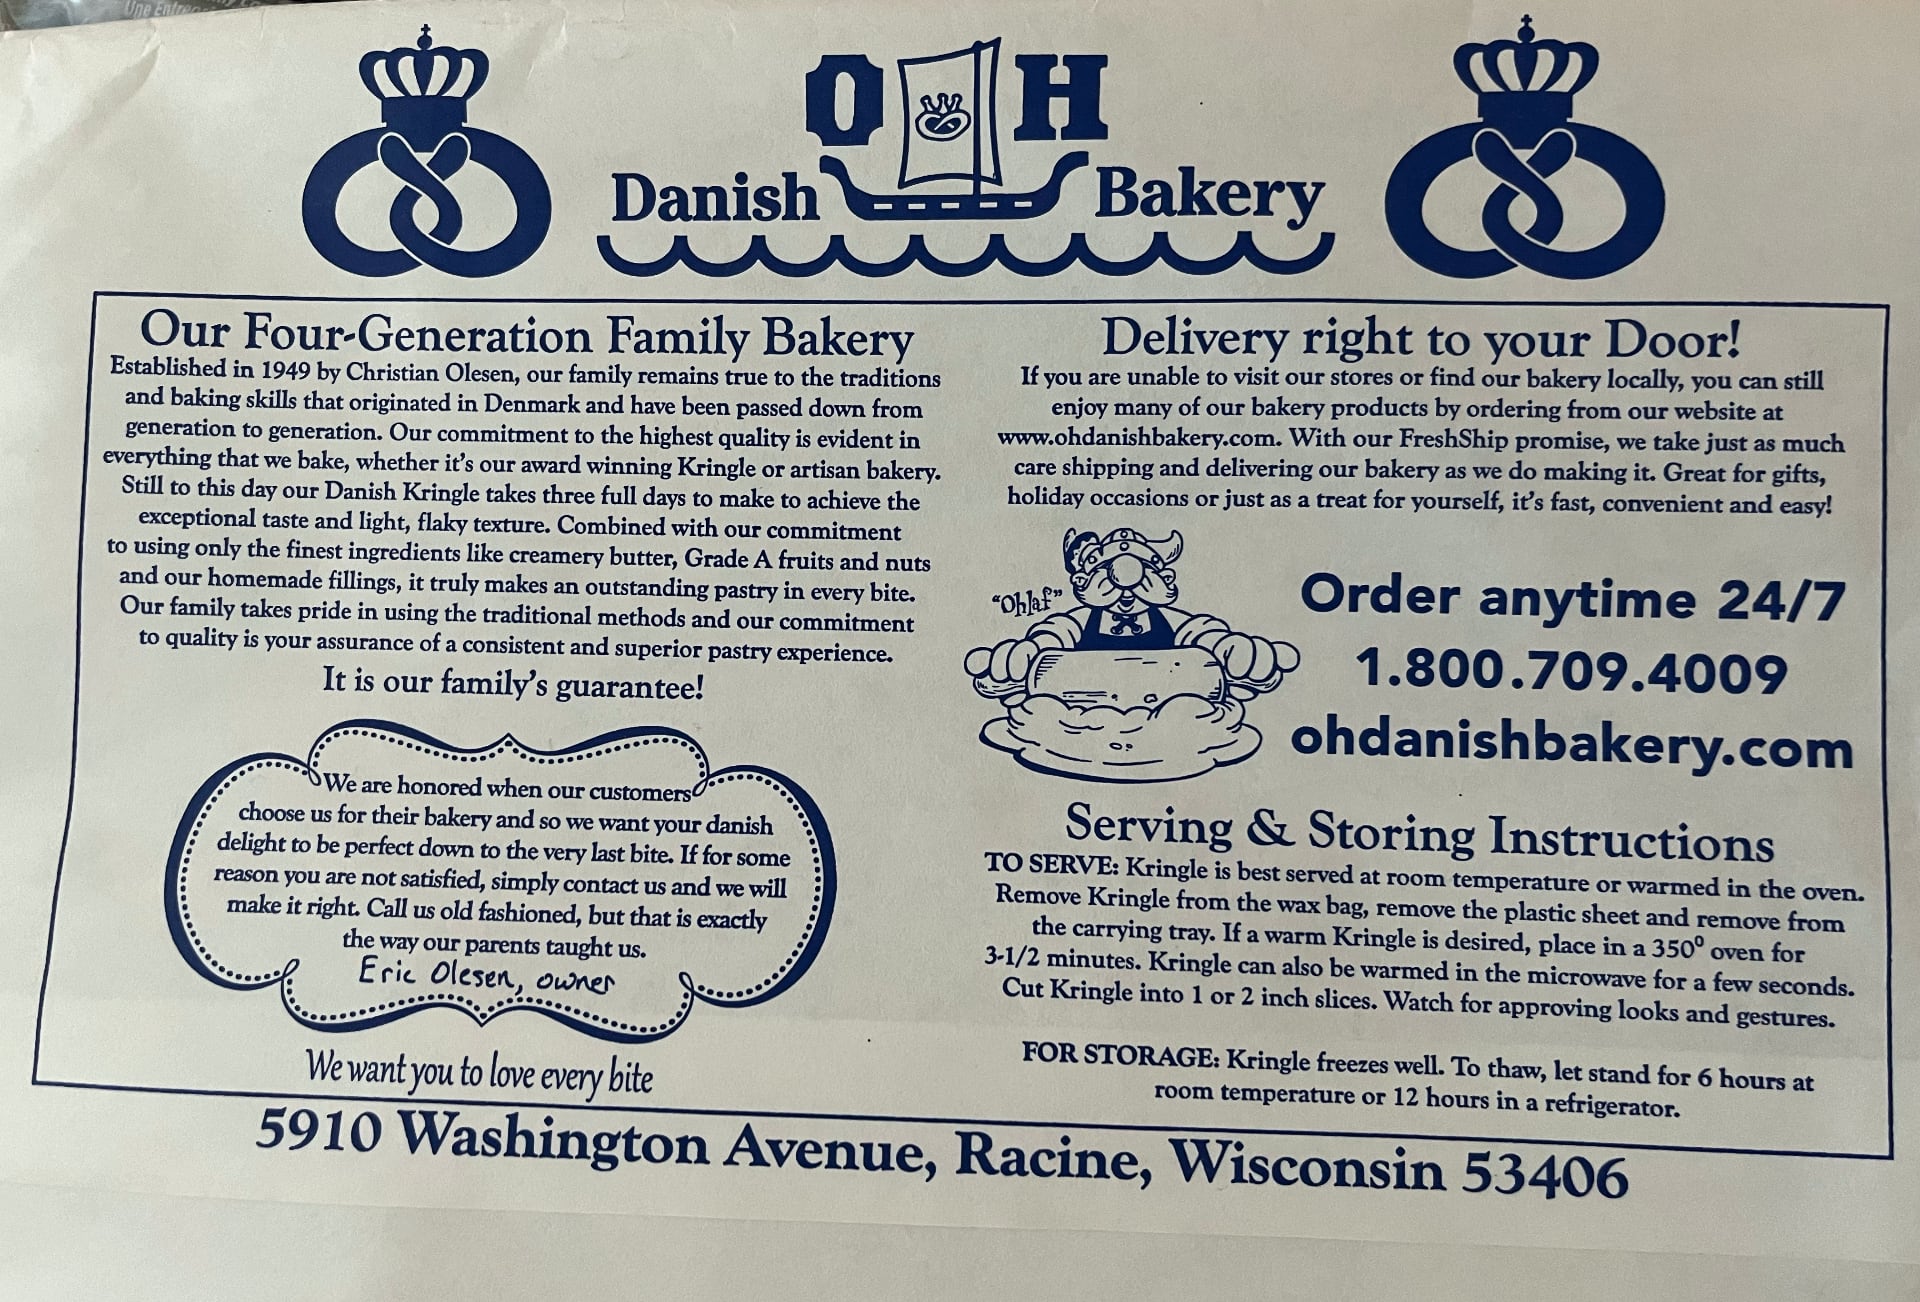 Une Entre
O H
Danish Bakery
Our Four-Generation Family Bakery
Established in 1949 by Christian Olesen, our family remains true to the traditions
and baking skills that originated in Denmark and have been passed down from
generation to generation. Our commitment to the highest quality is evident in
everything that we bake, whether it's our award winning Kringle or artisan bakery.
Still to this day our Danish Kringle takes three full days to make to achieve the
exceptional taste and light, flaky texture. Combined with our commitment
to using only the finest ingredients like creamery butter, Grade A fruits and nuts
and our homemade fillings, it truly makes an outstanding pastry in every bite.
Our family takes pride in using the traditional methods and our commitment
to quality is your assurance of a consistent and superior pastry experience.
It is our family's guarantee!
We are honored when our customers
choose us for their bakery and so we want your danish
delight to be perfect down to the very last bite. If for some
reason you are not satisfied, simply contact us and we will
make it right. Call us old fashioned, but that is exactly
the way our parents taught us.
Eric Olesen, owner
We want you to love every bite
Delivery right to your Door!
If you are unable to visit our stores or find our bakery locally, you can still
enjoy many of our bakery products by ordering from our website at
www.ohdanishbakery.com. With our FreshShip promise, we take just as much
care shipping and delivering our bakery as we do making it. Great for gifts,
holiday occasions or just as a treat for yourself, it's fast, convenient and easy!
"Ohlaf"
Order anytime 24/7
1.800.709.4009
ohdanishbakery.com
Serving & Storing Instructions
TO SERVE: Kringle is best served at room temperature or warmed in the oven.
Remove Kringle from the wax bag, remove the plastic sheet and remove from
the carrying tray. If a warm Kringle is desired, place in a 350° oven for
3-1/2 minutes. Kringle can also be warmed in the microwave for a few seconds.
Cut Kringle into 1 or 2 inch slices. Watch for approving looks and gestures.
FOR STORAGE: Kringle freezes well. To thaw, let stand for 6 hours at
room temperature or 12 hours in a refrigerator.
5910 Washington Avenue, Racine, Wisconsin 53406